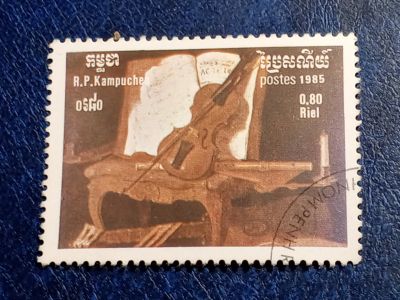 កម្ពុជា
R.P.Kampuchea
០៛៨០
ប្រៃសណីយ៍
postes 1985
0,80
Riel
PHNOM PENH R